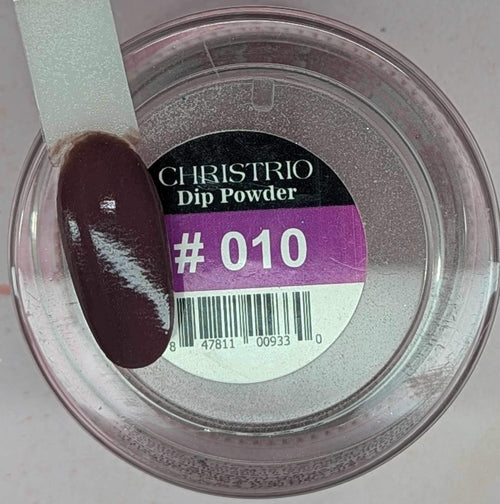 CHRISTRIO
Dip Powder
# 010
8 47811 00933 0